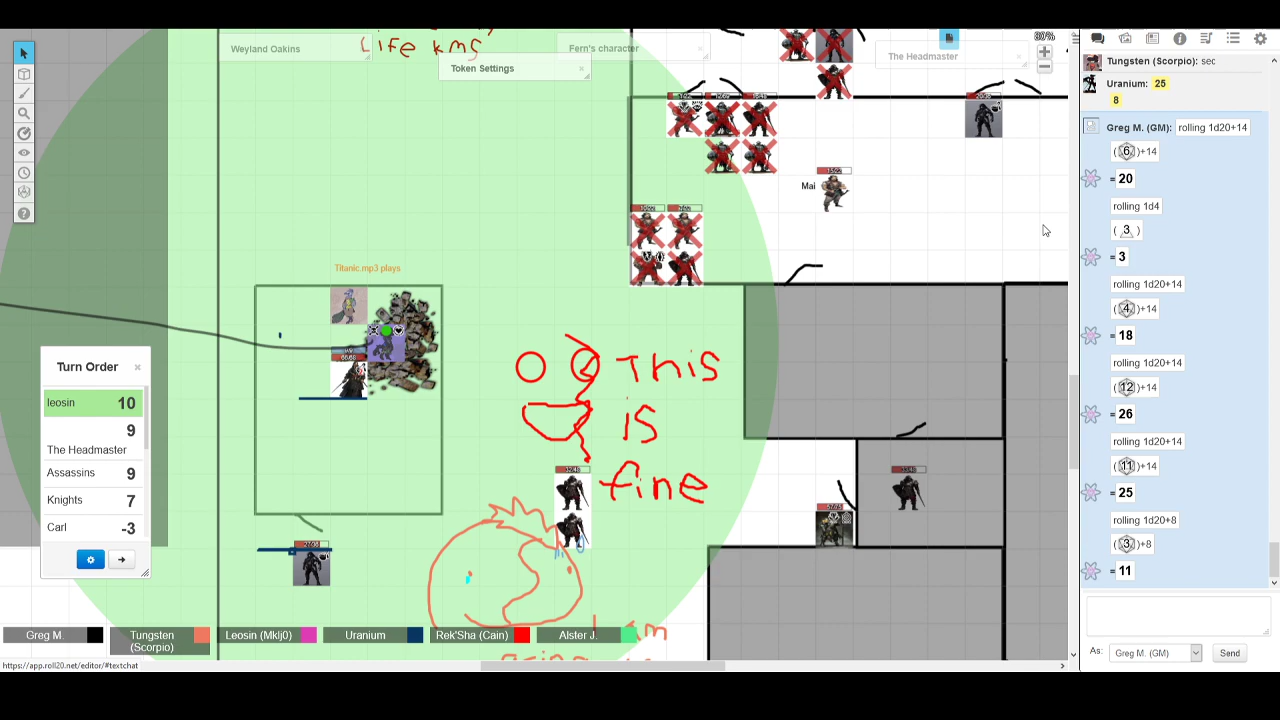 Life kms
Weyland Oakins
Fern's character
Token Settings
The Headmaster
80%
Mai
Titanic.mp3 plays
This
is
fine
Turn Order
leosin 10
9
The Headmaster
Assassins 9
Knights 7
Carl -3
Greg M.
Tungsten (Scorpio)
Leosin (Mklj0)
Uranium
Rek'Sha (Cain)
Alster J.
https://app.roll20.net/editor/#textchat
Tungsten (Scorpio): sec
Uranium: 25
8
Greg M. (GM): rolling 1d20+14
(6)+14
= 20
rolling 1d4
(3)
= 3
rolling 1d20+14
(4)+14
= 18
rolling 1d20+14
(12)+14
= 26
rolling 1d20+14
(11)+14
= 25
rolling 1d20+8
(3)+8
= 11
As: Greg M. (GM) Send